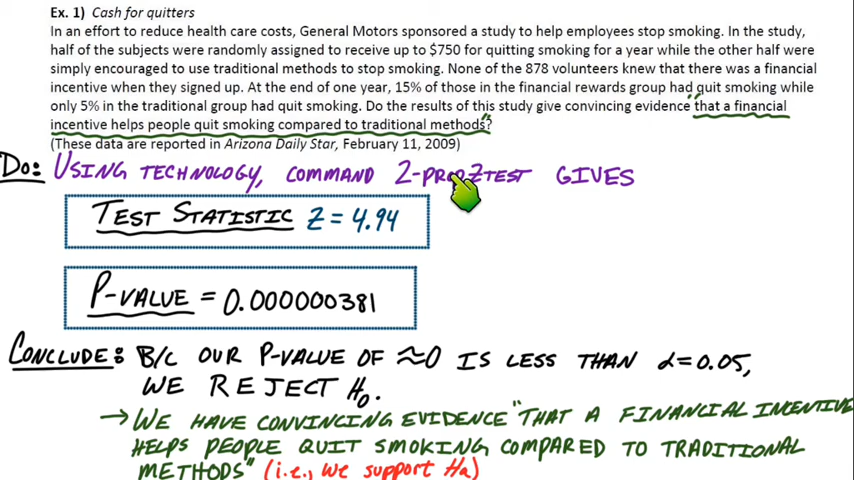 Ex. 1) Cash for quitters
In an effort to reduce health care costs, General Motors sponsored a study to help employees stop smoking. In the study,
half of the subjects were randomly assigned to receive up to $750 for quitting smoking for a year while the other half were
simply encouraged to use traditional methods to stop smoking. None of the 878 volunteers knew that there was a financial
incentive when they signed up. At the end of one year, 15% of those in the financial rewards group had quit smoking while
only 5% in the traditional group had quit smoking. Do the results of this study give convincing evidence "that a financial
incentive helps people quit smoking compared to traditional methods"?
(These data are reported in Arizona Daily Star, February 11, 2009)
Do: USING TECHNOLOGY, COMMAND 2-PROPZTEST GIVES
TEST STATISTIC Z = 4.94
P-VALUE = 0.000000381
CONCLUDE: B/C OUR P-VALUE OF ≈0 IS LESS THAN α=0.05,
WE REJECT H₀.
→ WE HAVE CONVINCING EVIDENCE "THAT A FINANCIAL INCENTIVE
HELPS PEOPLE QUIT SMOKING COMPARED TO TRADITIONAL
METHODS" (i.e., we support Ha)